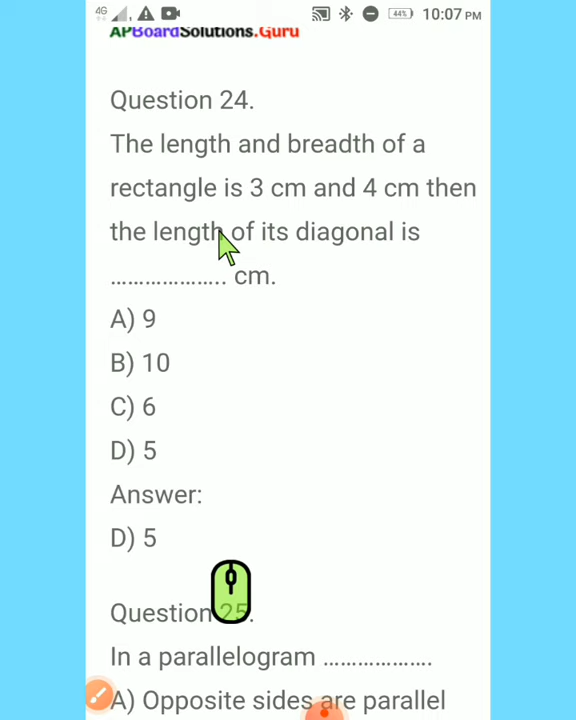 4G 44% 10:07 PM
APBoardSolutions.Guru
Question 24.
The length and breadth of a
rectangle is 3 cm and 4 cm then
the length of its diagonal is
……………….. cm.
A) 9
B) 10
C) 6
D) 5
Answer:
D) 5
Question 25.
In a parallelogram ……………….
A) Opposite sides are parallel